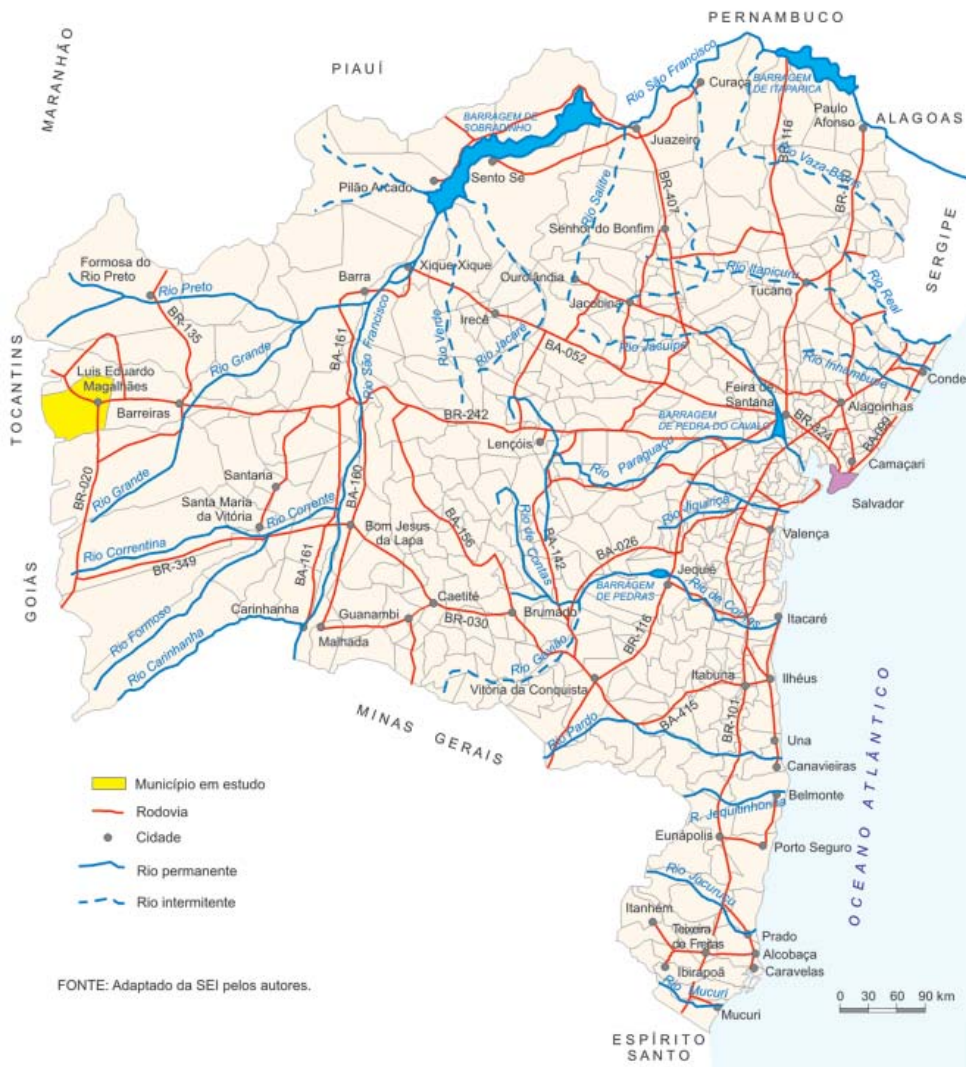 PERNAMBUCO
MARANHÃO
PIAUÍ
Rio São Francisco
Curaçá
BARRAGEM
DE ITAPARICA
BR-116
Paulo
Afonso
ALAGOAS
BARRAGEM DE
SOBRADINHO
Juazeiro
Rio Vaza-Barris
Sento Sé
Pilão Arcado
Rio Salitre
BR-407
BR-110
Senhor do Bonfim
SERGIPE
Formosa do
Rio Preto
Rio Preto
Barra
Xique-Xique
Ourolândia
Rio Itapicuru
Tucano
Rio Real
Jacobina
Irecê
BR-135
BA-161
Rio São Francisco
Rio Verde
Rio Jacaré
Rio Jacuípe
Rio Grande
BA-052
Rio Inhambupe
Conde
TOCANTINS
Luis Eduardo
Magalhães
Barreiras
BR-242
Feira de
Santana
Alagoinhas
BR-324
BA-099
BARRAGEM
DE PEDRA DO CAVALO
Lençóis
Rio Paraguaçu
Camaçari
Salvador
BR-020
Rio Grande
Santana
BA-160
Santa Maria
da Vitória
Rio Corrente
Bom Jesus
da Lapa
BA-156
Rio de Contas
BA-142
Rio Jiquiriçá
Valença
Rio Correntina
BR-349
BA-161
BA-026
Jequié
BARRAGEM
DE PEDRAS
Rio de Contas
GOIÁS
Rio Formoso
Carinhanha
Guanambi
Caetité
Brumado
BR-030
Malhada
Itacaré
Rio Carinhanha
Rio Gavião
BR-116
Vitória da Conquista
Itabuna
Ilhéus
MINAS GERAIS
Rio Pardo
BA-415
BR-101
Una
Canavieiras
OCEANO ATLÂNTICO
Município em estudo
Rodovia
Cidade
Rio permanente
Rio intermitente
Belmonte
R. Jequitinhonha
Eunápolis
Porto Seguro
Rio Jucuruçu
Itanhém
Teixeira
de Freitas
Prado
Alcobaça
Caravelas
Ibirapoã
Rio Mucuri
Mucuri
FONTE: Adaptado da SEI pelos autores.
0 30 60 90 km
ESPÍRITO
SANTO